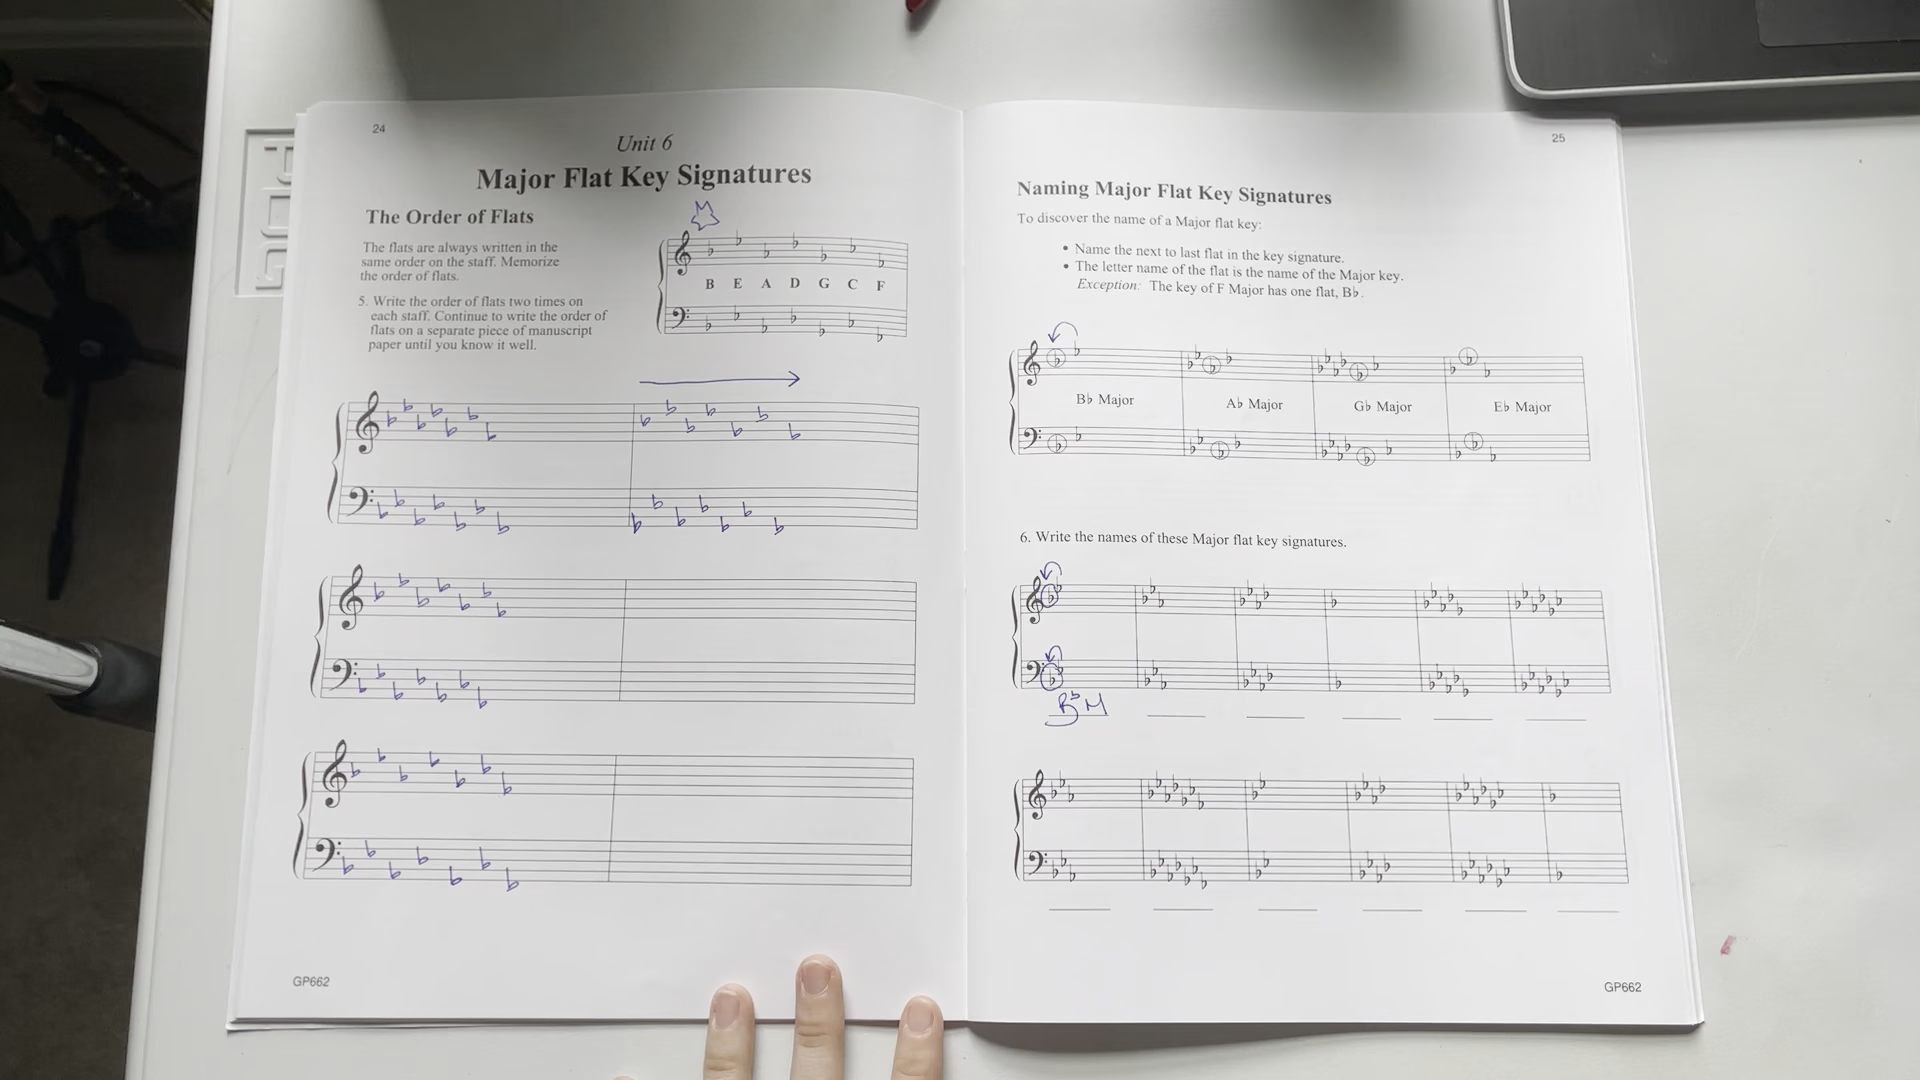 24
Unit 6
Major Flat Key Signatures
The Order of Flats
The flats are always written in the
same order on the staff. Memorize
the order of flats.
5. Write the order of flats two times on
each staff. Continue to write the order of
flats on a separate piece of manuscript
paper until you know it well.
B E A D G C F
GP662
25
Naming Major Flat Key Signatures
To discover the name of a Major flat key:
• Name the next to last flat in the key signature.
• The letter name of the flat is the name of the Major key.
Exception: The key of F Major has one flat, B♭.
B♭ Major A♭ Major G♭ Major E♭ Major
6. Write the names of these Major flat key signatures.
B♭ M
GP662